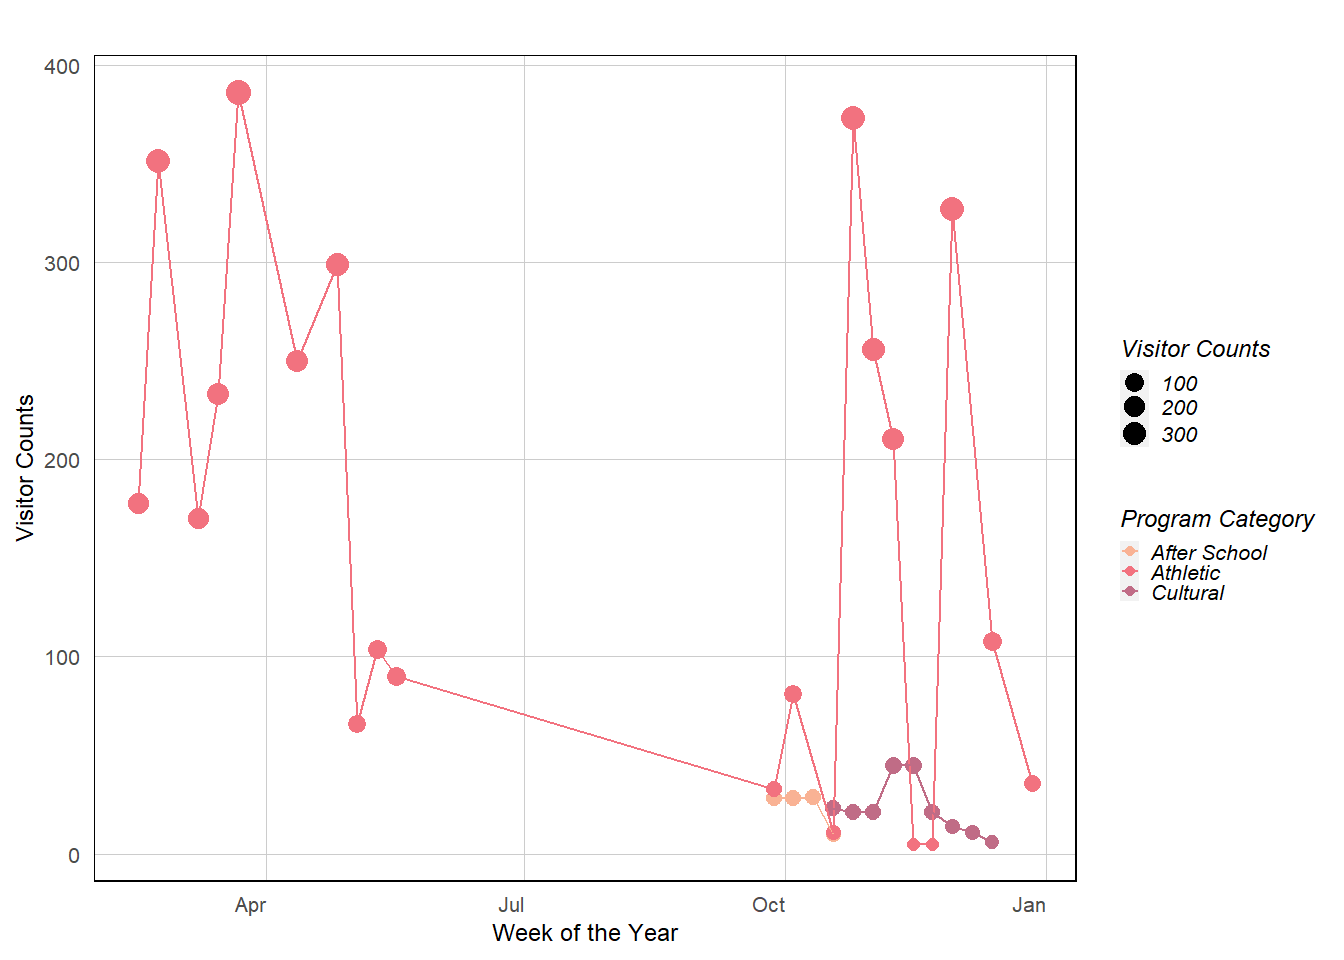 400
300
200
100
0
Visitor Counts
Apr
Jul
Oct
Jan
Week of the Year
Visitor Counts
100
200
300
Program Category
After School
Athletic
Cultural